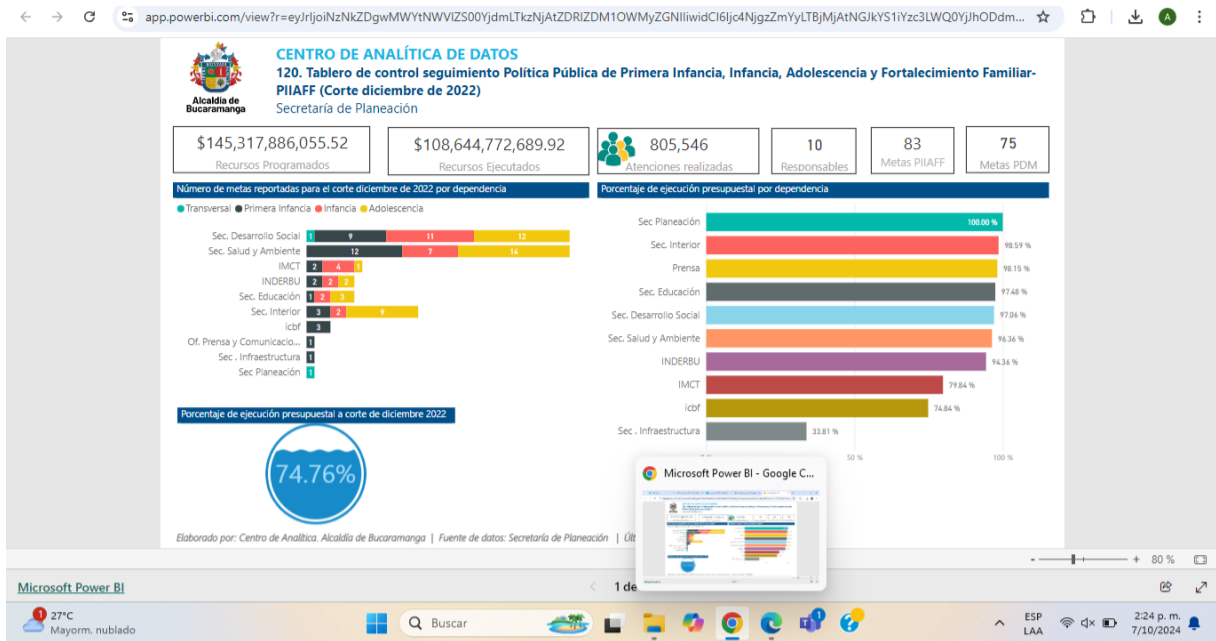 app.powerbi.com/view?r=eyJrIjoiNzNkZDgwMWYtNWVlZS00YjdmLTkzNjAtZDRlZDM1OWMyZGNlIiwidCI6Ijc4NjgzZmYyLTBjMjAtNGJkYS1iYzc3LWQ0YjJhODdm...
A
Alcaldía de
Bucaramanga
CENTRO DE ANALÍTICA DE DATOS
120. Tablero de control seguimiento Política Pública de Primera Infancia, Infancia, Adolescencia y Fortalecimiento Familiar-
PIIAFF (Corte diciembre de 2022)
Secretaría de Planeación
$145,317,886,055.52
Recursos Programados
$108,644,772,689.92
Recursos Ejecutados
805,546
Atenciones realizadas
10
Responsables
83
Metas PIIAFF
75
Metas PDM
Número de metas reportadas para el corte diciembre de 2022 por dependencia
Transversal Primera Infancia Infancia Adolescencia
Sec. Desarrollo Social 1 9 11 12
Sec. Salud y Ambiente 12 7 14
IMCT 2 4 1
INDERBU 2 2 2
Sec. Educación 1 2 3
Sec. Interior 3 2 9
icbf 3
Of. Prensa y Comunicacio... 1
Sec . Infraestructura 1
Sec Planeación 1
Porcentaje de ejecución presupuestal por dependencia
Sec Planeación 100.00 %
Sec. Interior 98.59 %
Prensa 98.15 %
Sec. Educación 97.48 %
Sec. Desarrollo Social 97.06 %
Sec. Salud y Ambiente 96.36 %
INDERBU 94.36 %
IMCT 79.84 %
icbf 74.84 %
Sec . Infraestructura 33.81 %
50 % 100 %
Porcentaje de ejecución presupuestal a corte de diciembre 2022
74.76%
Elaborado por: Centro de Analítica. Alcaldía de Bucaramanga | Fuente de datos: Secretaría de Planeación |
Microsoft Power BI - Google C...
- + 80 %
Microsoft Power BI
1 de
1
27°C
Mayorm. nublado
Buscar
ESP
LAA
2:24 p. m.
7/10/2024